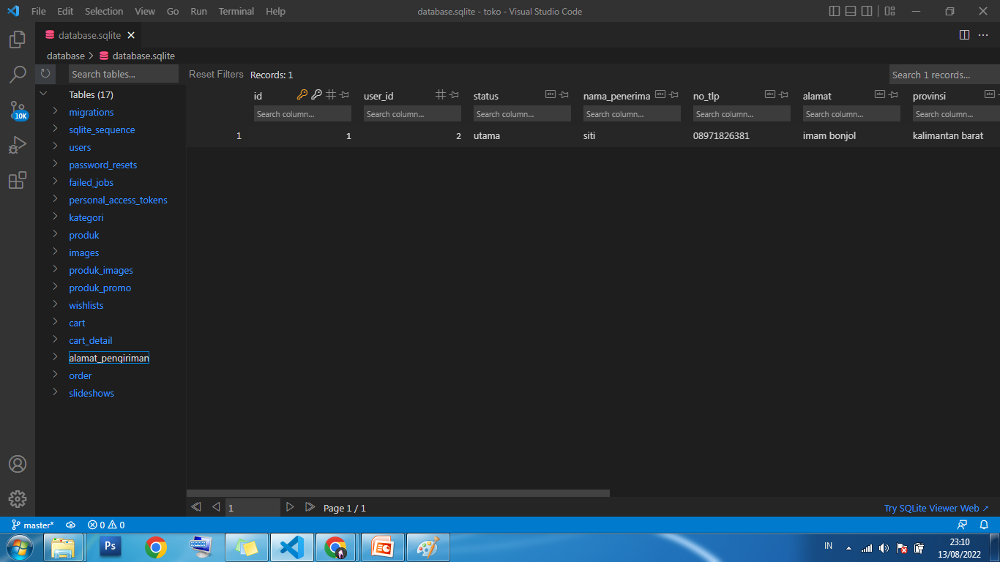 File Edit Selection View Go Run Terminal Help database.sqlite - toko - Visual Studio Code
database.sqlite
database > database.sqlite
Search tables... Reset Filters Records: 1 Search 1 records...
Tables (17)
migrations
sqlite_sequence
users
password_resets
failed_jobs
personal_access_tokens
kategori
produk
images
produk_images
produk_promo
wishlists
cart
cart_detail
alamat_pengiriman
order
slideshows
id user_id status nama_penerima no_tlp alamat provinsi
Search column... Search column... Search column... Search column... Search column... Search column... Search column...
1 1 2 utama siti 08971826381 imam bonjol kalimantan barat
1 Page 1 / 1 Try SQLite Viewer Web ↗
10K
master* 0 0
Ps
IN
23:10
13/08/2022